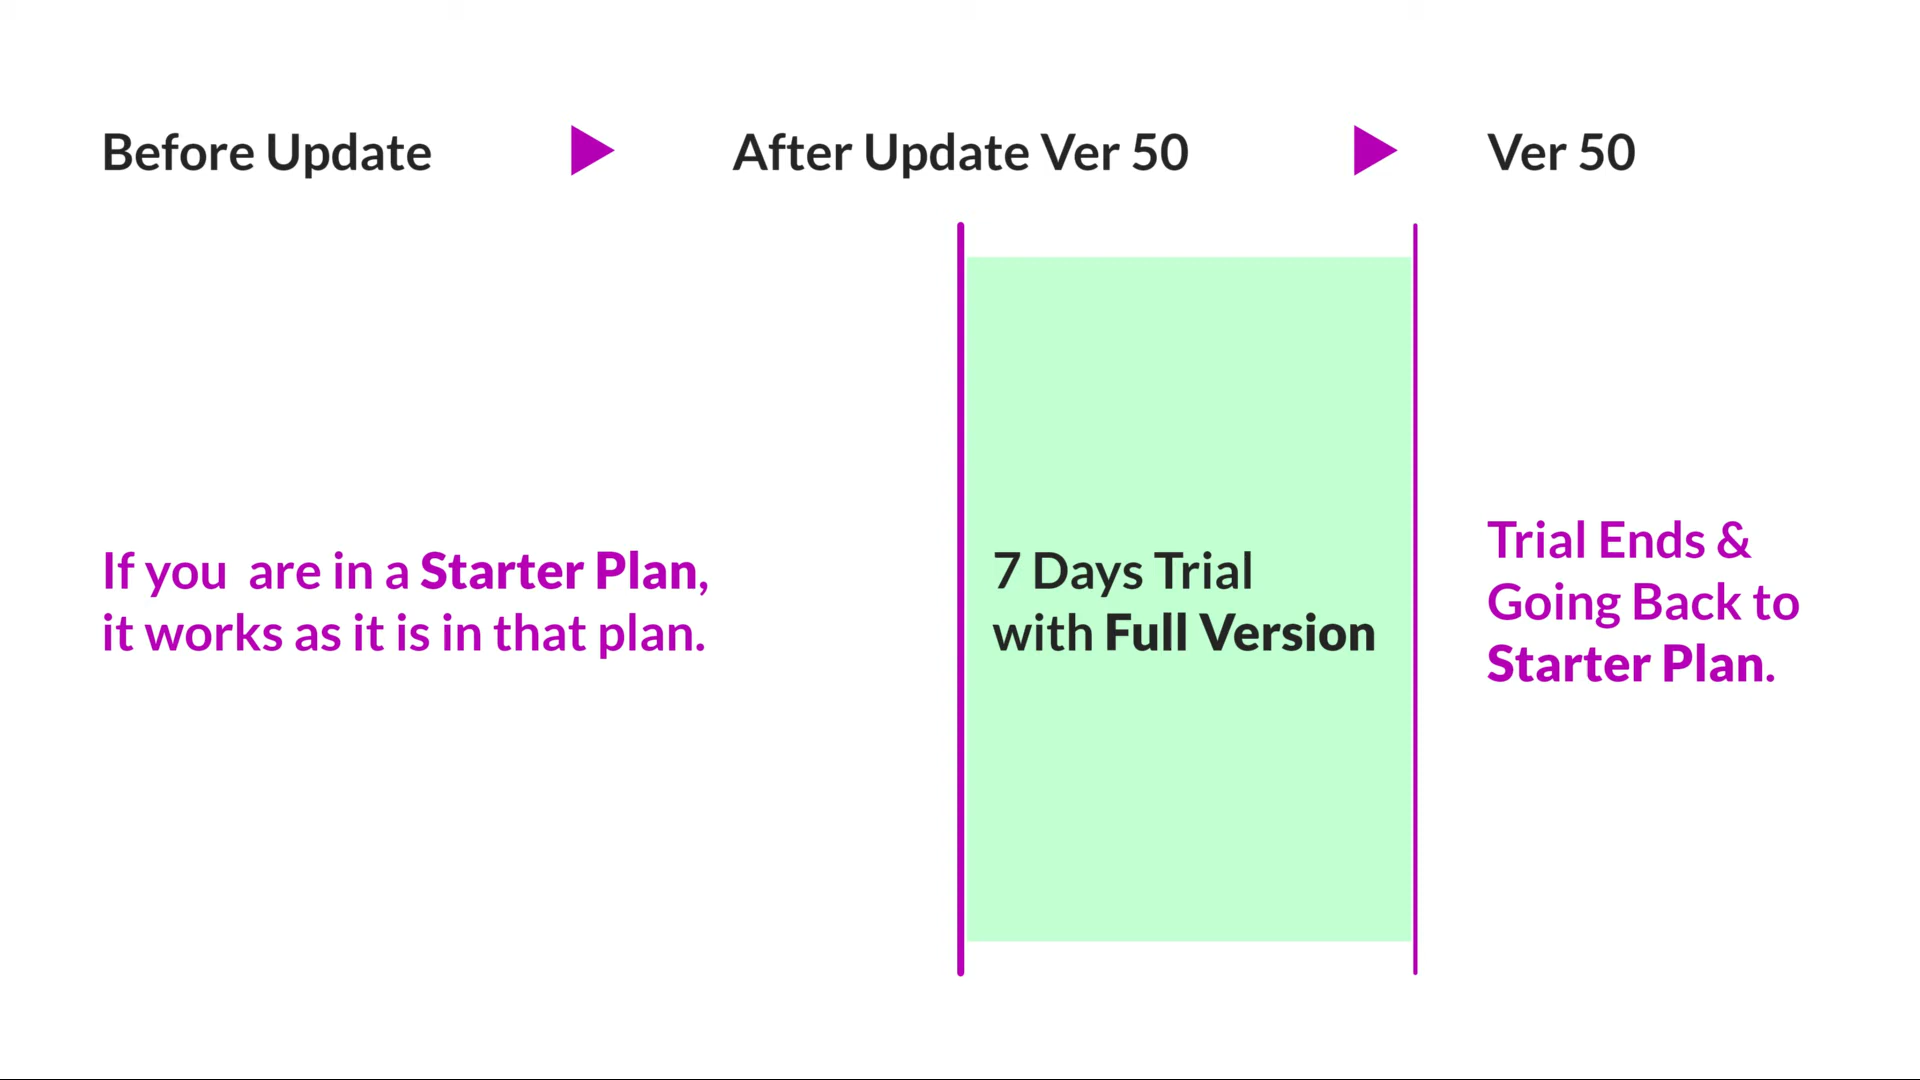 Before Update
After Update Ver 50
Ver 50
If you  are in a Starter Plan,
it works as it is in that plan.
7 Days Trial
with Full Version
Trial Ends &
Going Back to
Starter Plan.